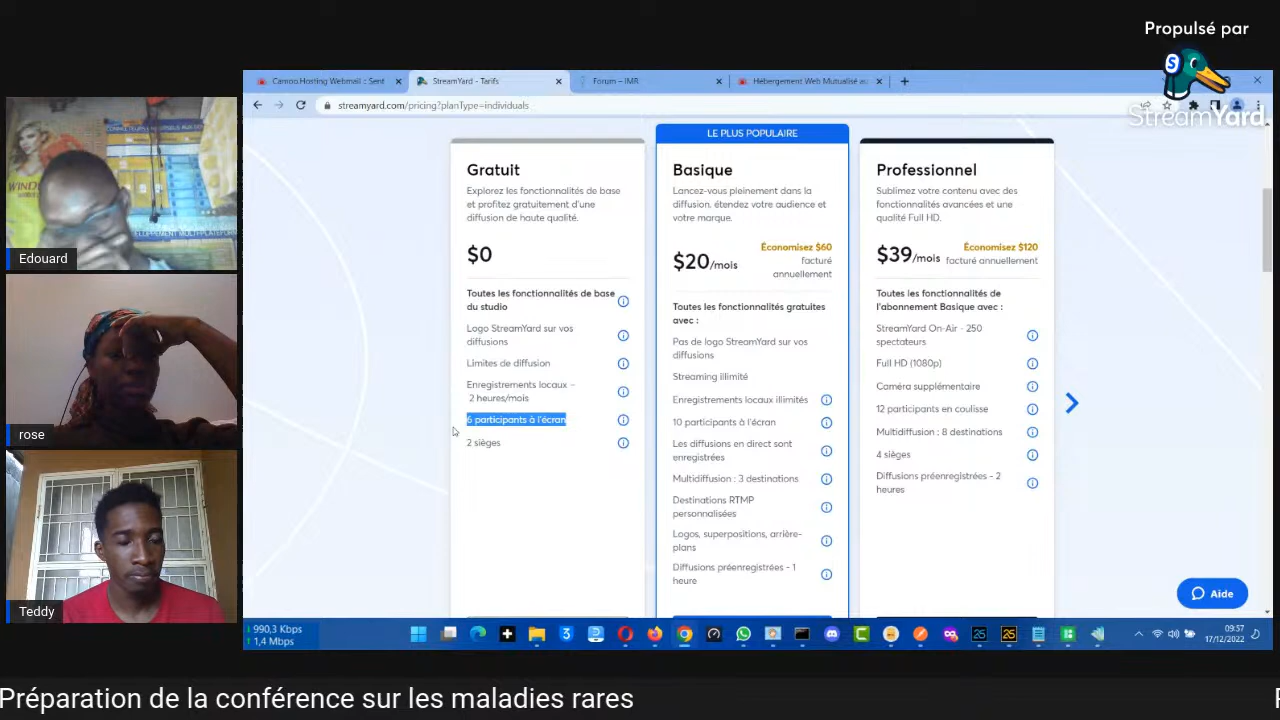 Propulsé par
StreamYard
Camoo.Hosting Webmail :: Sent
StreamYard - Tarifs
Forum – IMR
Hébergement Web Mutualisé au
streamyard.com/pricing?planType=individuals
Edouard
rose
Teddy
Gratuit
Explorez les fonctionnalités de base
et profitez gratuitement d'une
diffusion de haute qualité.
$0
Toutes les fonctionnalités de base
du studio
Logo StreamYard sur vos
diffusions
Limites de diffusion
Enregistrements locaux –
2 heures/mois
6 participants à l'écran
2 sièges
LE PLUS POPULAIRE
Basique
Lancez-vous pleinement dans la
diffusion. étendez votre audience et
votre marque.
$20/mois
Économisez $60
facturé
annuellement
Toutes les fonctionnalités gratuites
avec :
Pas de logo StreamYard sur vos
diffusions
Streaming illimité
Enregistrements locaux illimités
10 participants à l'écran
Les diffusions en direct sont
enregistrées
Multidiffusion : 3 destinations
Destinations RTMP
personnalisées
Logos, superpositions, arrière-
plans
Diffusions préenregistrées - 1
heure
Professionnel
Sublimez votre contenu avec des
fonctionnalités avancées et une
qualité Full HD.
$39/mois
Économisez $120
facturé annuellement
Toutes les fonctionnalités de
l'abonnement Basique avec :
StreamYard On-Air - 250
spectateurs
Full HD (1080p)
Caméra supplémentaire
12 participants en coulisse
Multidiffusion : 8 destinations
4 sièges
Diffusions préenregistrées - 2
heures
Aide
990,3 Kbps
1,4 Mbps
09:57
17/12/2022
Préparation de la conférence sur les maladies rares